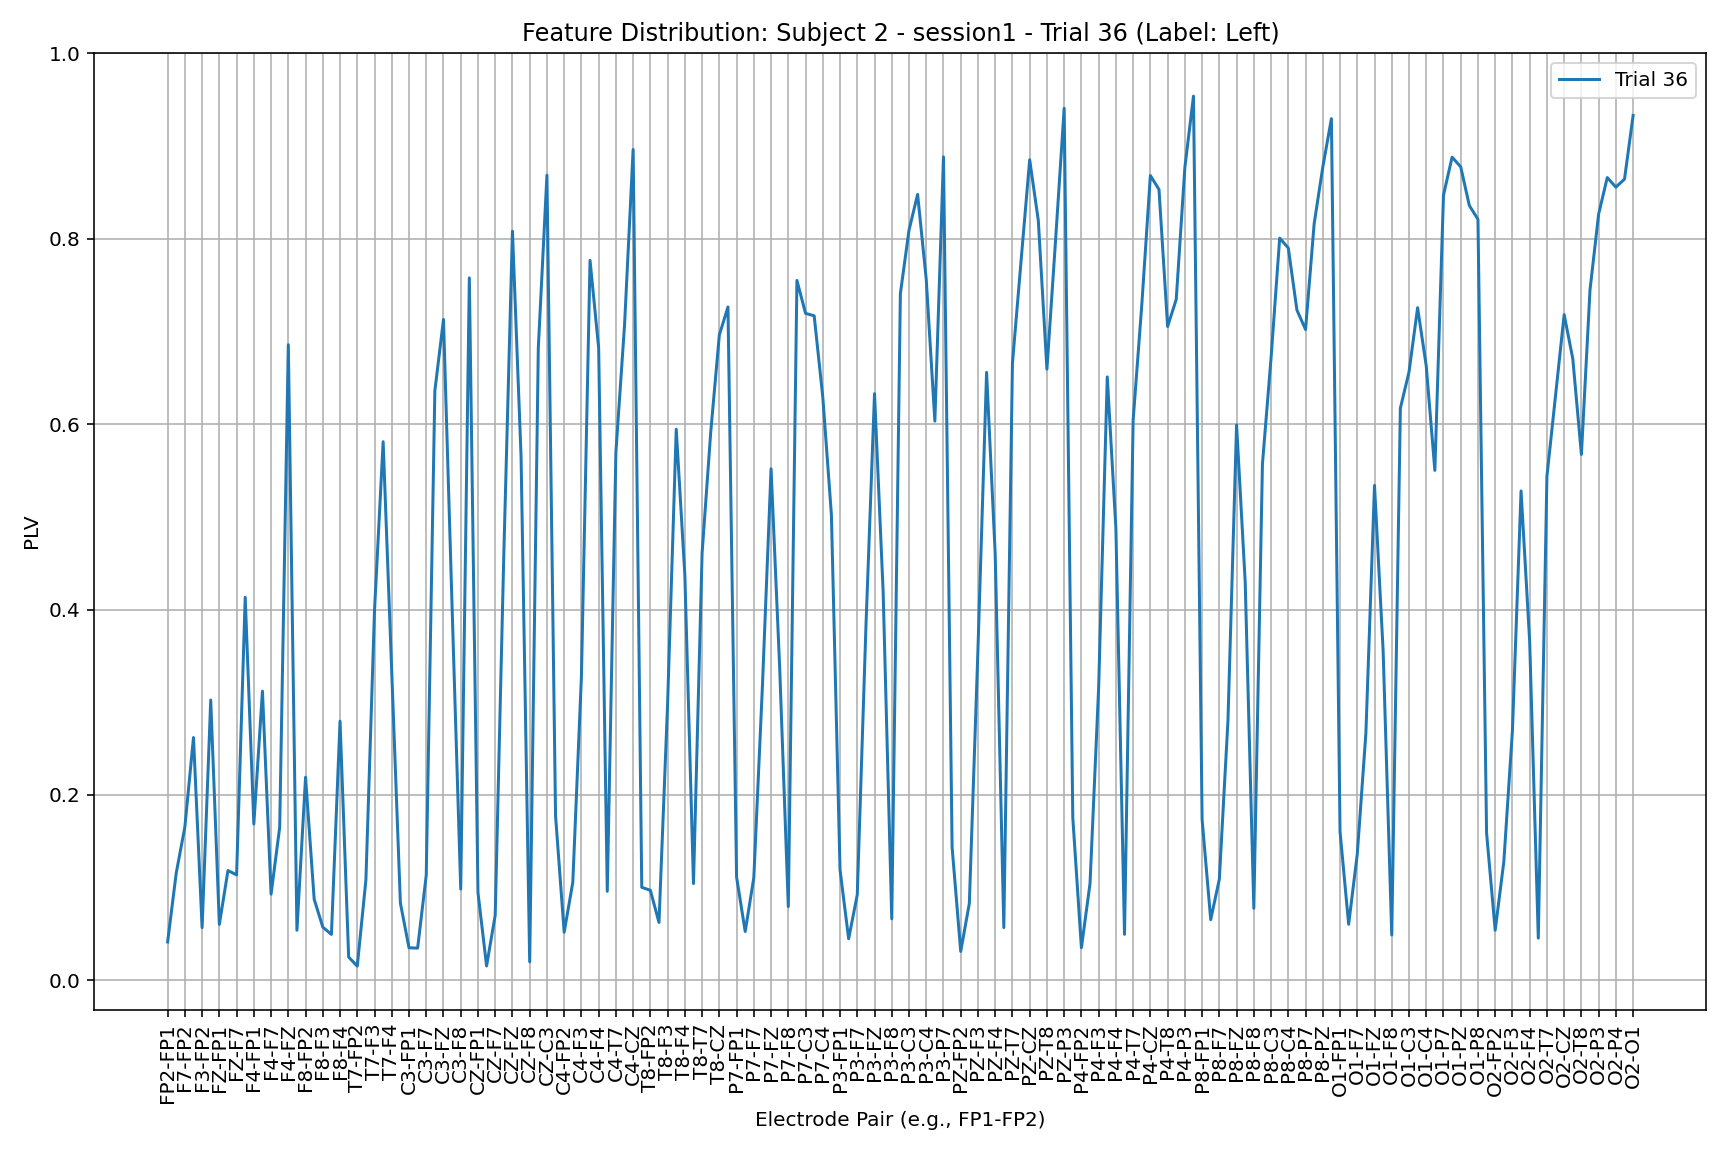 Feature Distribution: Subject 2 - session1 - Trial 36 (Label: Left)
Trial 36
1.0
0.8
0.6
0.4
0.2
0.0
PLV
FP2-FP1
F7-FP2
F3-FP2
FZ-FP1
FZ-F7
F4-FP1
F4-F7
F4-FZ
F8-FP2
F8-F3
F8-F4
T7-FP2
T7-F3
T7-F4
C3-FP1
C3-F7
C3-FZ
C3-F8
CZ-FP1
CZ-F7
CZ-FZ
CZ-F8
CZ-C3
C4-FP2
C4-F3
C4-F4
C4-T7
C4-CZ
T8-FP2
T8-F3
T8-F4
T8-T7
T8-CZ
P7-FP1
P7-F7
P7-FZ
P7-F8
P7-C3
P7-C4
P3-FP1
P3-F7
P3-FZ
P3-F8
P3-C3
P3-C4
P3-P7
PZ-FP2
PZ-F3
PZ-F4
PZ-T7
PZ-CZ
PZ-T8
PZ-P3
P4-FP2
P4-F3
P4-F4
P4-T7
P4-CZ
P4-T8
P4-P3
P8-FP1
P8-F7
P8-FZ
P8-F8
P8-C3
P8-C4
P8-P7
P8-PZ
O1-FP1
O1-F7
O1-FZ
O1-F8
O1-C3
O1-C4
O1-P7
O1-PZ
O1-P8
O2-FP2
O2-F3
O2-F4
O2-T7
O2-CZ
O2-T8
O2-P3
O2-P4
O2-O1
Electrode Pair (e.g., FP1-FP2)